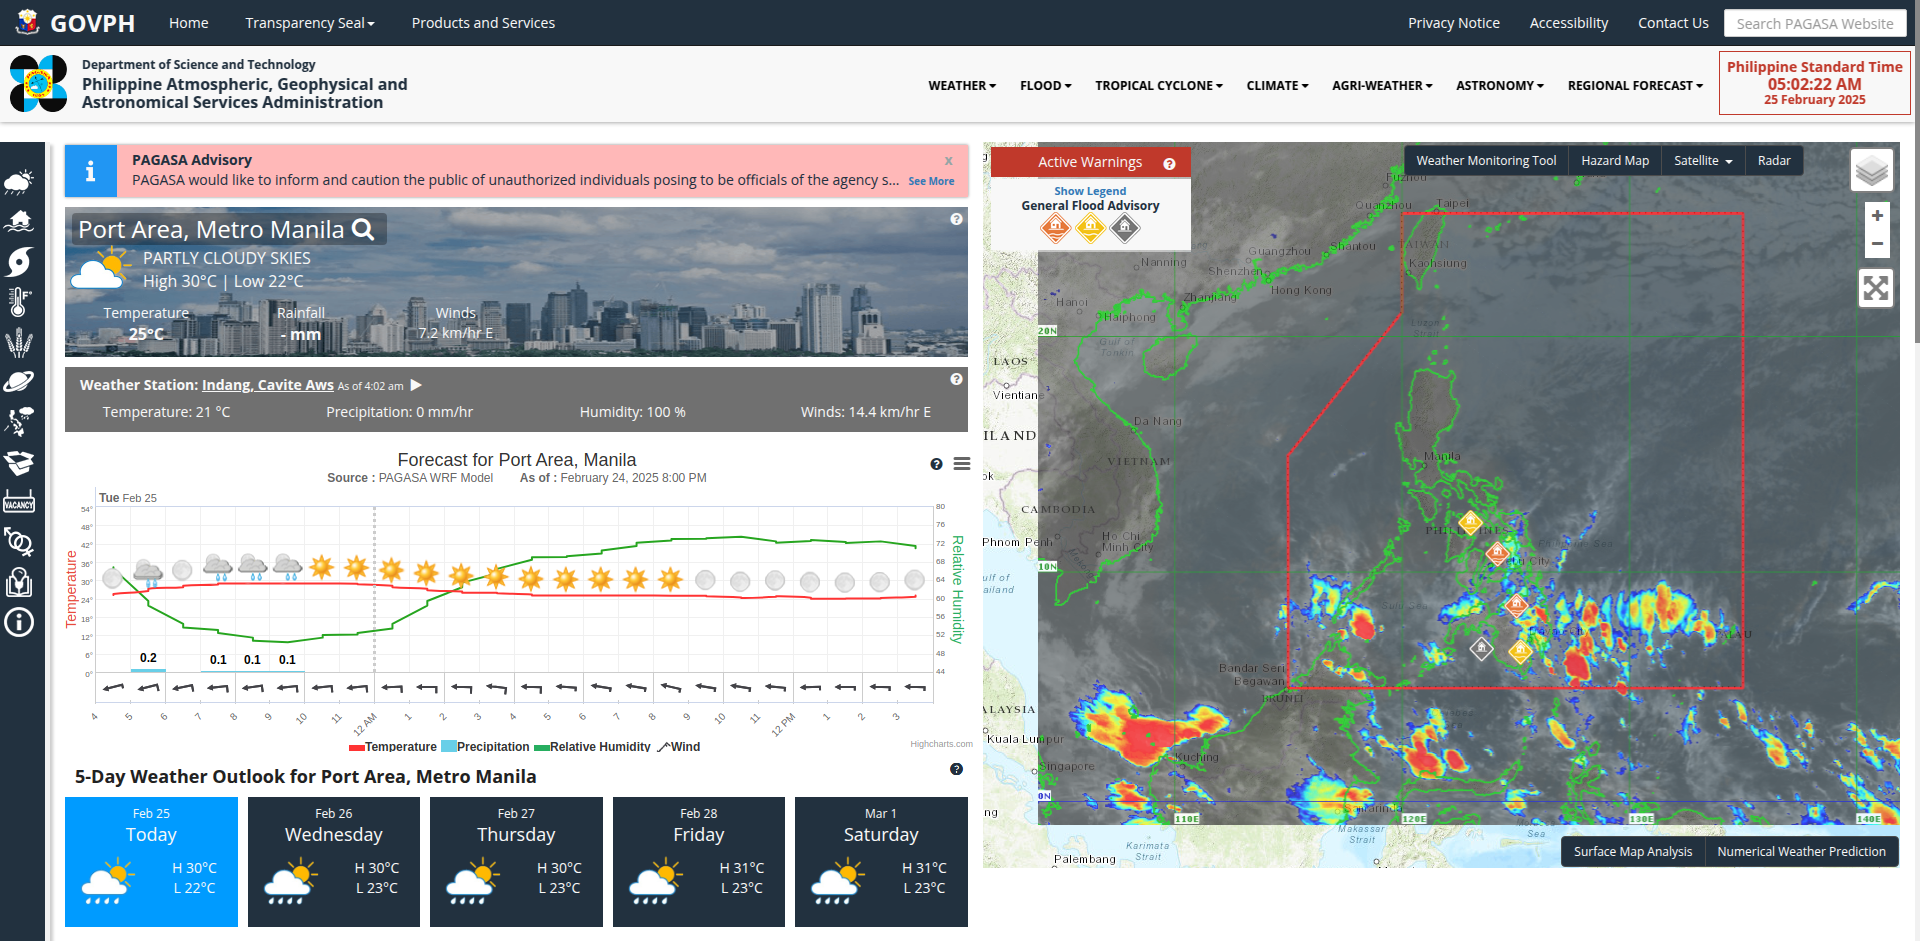 GOVPH
Home
Transparency Seal
Products and Services
Privacy Notice
Accessibility
Contact Us
Search PAGASA Website
Department of Science and Technology
Philippine Atmospheric, Geophysical and
Astronomical Services Administration
WEATHER
FLOOD
TROPICAL CYCLONE
CLIMATE
AGRI-WEATHER
ASTRONOMY
REGIONAL FORECAST
Philippine Standard Time
05:02:22 AM
25 February 2025
PAGASA Advisory
x
PAGASA would like to inform and caution the public of unauthorized individuals posing to be officials of the agency s...
See More
Port Area, Metro Manila
PARTLY CLOUDY SKIES
High 30°C | Low 22°C
Temperature
Rainfall
Winds
25°C
- mm
7.2 km/hr E
Weather Station: Indang, Cavite Aws As of 4:02 am
Temperature: 21 °C
Precipitation: 0 mm/hr
Humidity: 100 %
Winds: 14.4 km/hr E
Forecast for Port Area, Manila
Source : PAGASA WRF Model
As of : February 24, 2025 8:00 PM
Tue Feb 25
Temperature
54°
48°
42°
36°
30°
24°
18°
12°
6°
0°
Relative Humidity
80
76
72
68
64
60
56
52
48
44
0.2
0.1
0.1
0.1
4
5
6
7
8
9
10
11
12 AM
1
2
3
4
5
6
7
8
9
10
11
12 PM
1
2
3
Temperature
Precipitation
Relative Humidity
Wind
Highcharts.com
5-Day Weather Outlook for Port Area, Metro Manila
Feb 25
Today
H 30°C
L 22°C
Feb 26
Wednesday
H 30°C
L 23°C
Feb 27
Thursday
H 30°C
L 23°C
Feb 28
Friday
H 31°C
L 23°C
Mar 1
Saturday
H 31°C
L 23°C
VACANCY
Active Warnings
Show Legend
General Flood Advisory
Weather Monitoring Tool
Hazard Map
Satellite
Radar
+
−
Fuzhou
Quanzhou
Taipei
Shantou
TAIWAN
Kaohsiung
Guangzhou
Nanning
Shenzhen
Hong Kong
Zhanjiang
Hanoi
Haiphong
Gulf of
Tonkin
Luzon
Strait
20N
LAOS
Vientiane
Da Nang
ILAND
VIETNAM
Manila
ok
CAMBODIA
Phnom Penh
Ho Chi
Minh City
PHILIPPINES
ebu City
10N
ulf of
ailand
Sulu Sea
Davao City
PALAU
Bandar Seri
Begawan
BRUNEI
ALAYSIA
Kuala Lumpur
Kuching
Singapore
0N
Samarinda
ng
110E
120E
130E
140E
Makassar
Strait
Karimata
Strait
Palembang
Sea
Surface Map Analysis
Numerical Weather Prediction